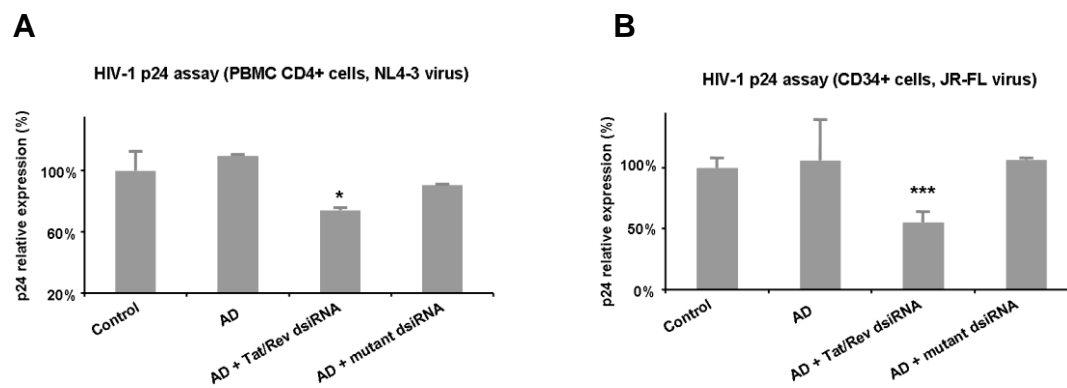 A
HIV-1 p24 assay (PBMC CD4+ cells, NL4-3 virus)
p24 relative expression (%)
100%
60%
20%
*
Control
AD
AD + Tat/Rev dsiRNA
AD + mutant dsiRNA
B
HIV-1 p24 assay (CD34+ cells, JR-FL virus)
p24 relative expression (%)
100%
50%
0%
***
Control
AD
AD + Tat/Rev dsiRNA
AD + mutant dsiRNA